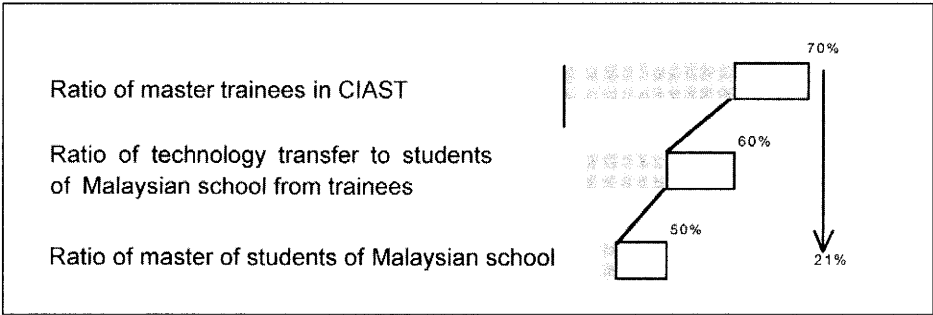 70%
Ratio of master trainees in CIAST
60%
Ratio of technology transfer to students
of Malaysian school from trainees
50%
Ratio of master of students of Malaysian school
21%